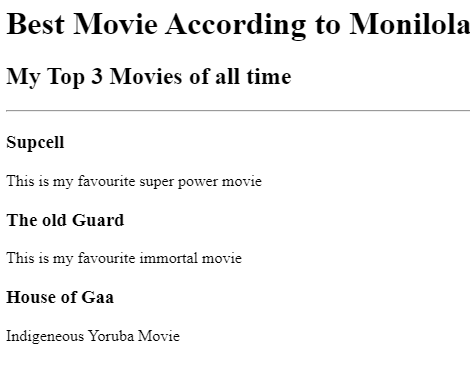 Best Movie According to Monilola
My Top 3 Movies of all time
Supcell
This is my favourite super power movie
The old Guard
This is my favourite immortal movie
House of Gaa
Indigeneous Yoruba Movie